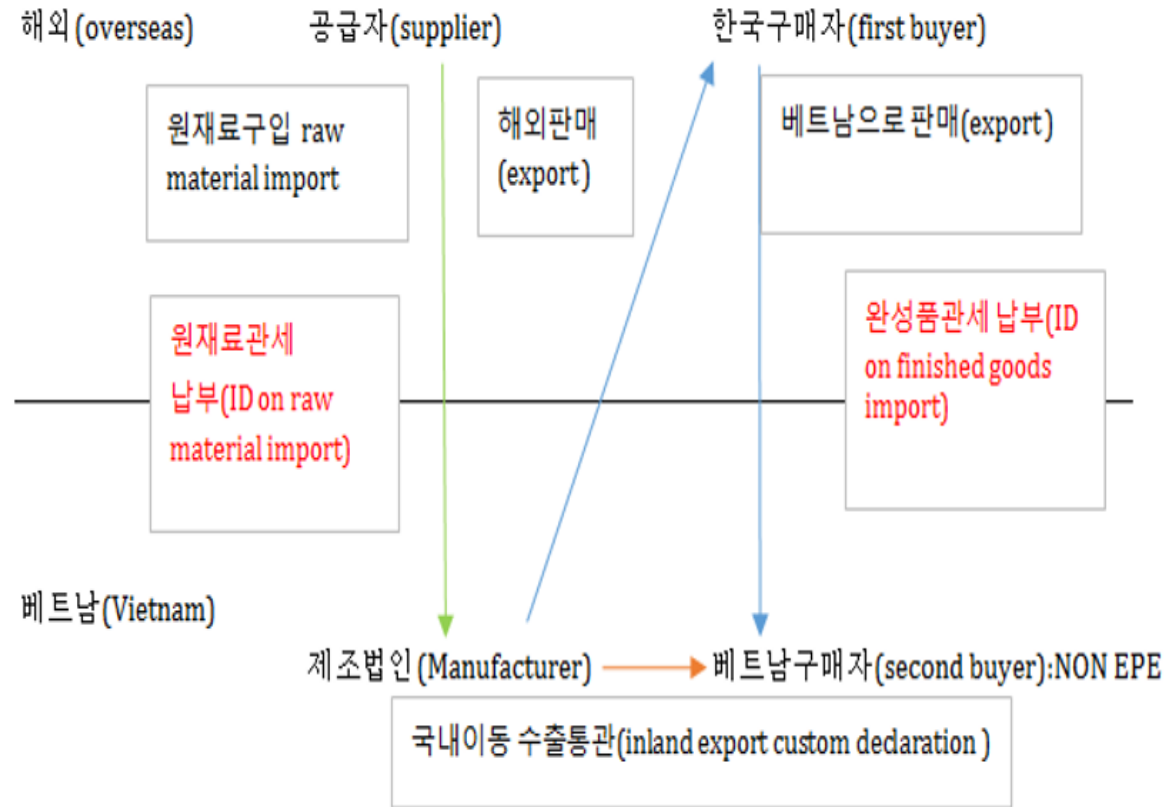 해외(overseas)
공급자(supplier)
한국구매자(first buyer)
원재료구입 raw
material import
해외판매
(export)
베트남으로 판매(export)
원재료관세
납부(ID on raw
material import)
완성품관세 납부(ID
on finished goods
import)
베트남(Vietnam)
제조법인(Manufacturer)
베트남구매자(second buyer):NON EPE
국내이동 수출통관(inland export custom declaration )